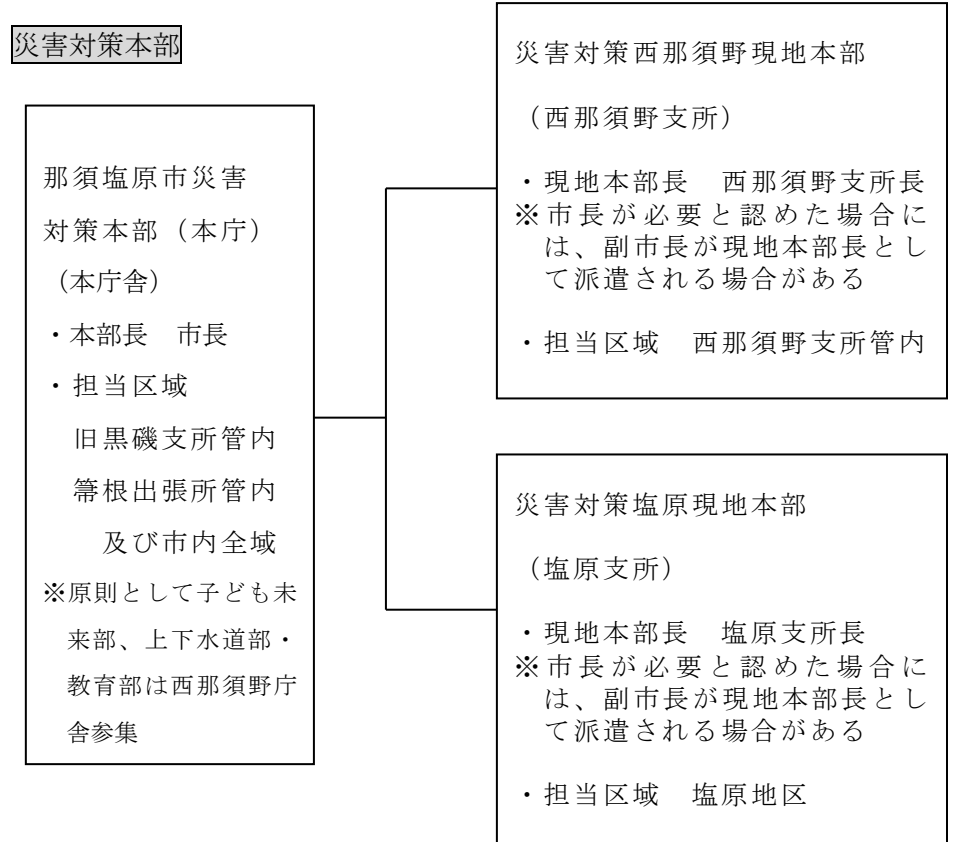 災害対策本部
那須塩原市災害
対策本部（本庁）
（本庁舎）
・本部長　市長
・担当区域
旧黒磯支所管内
箒根出張所管内
及び市内全域
※原則として子ども未
来部、上下水道部・
教育部は西那須野庁
舎参集
災害対策西那須野現地本部
（西那須野支所）
・現地本部長　西那須野支所長
※市長が必要と認めた場合に
は、副市長が現地本部長とし
て派遣される場合がある
・担当区域　西那須野支所管内
災害対策塩原現地本部
（塩原支所）
・現地本部長　塩原支所長
※市長が必要と認めた場合に
は、副市長が現地本部長とし
て派遣される場合がある
・担当区域　塩原地区